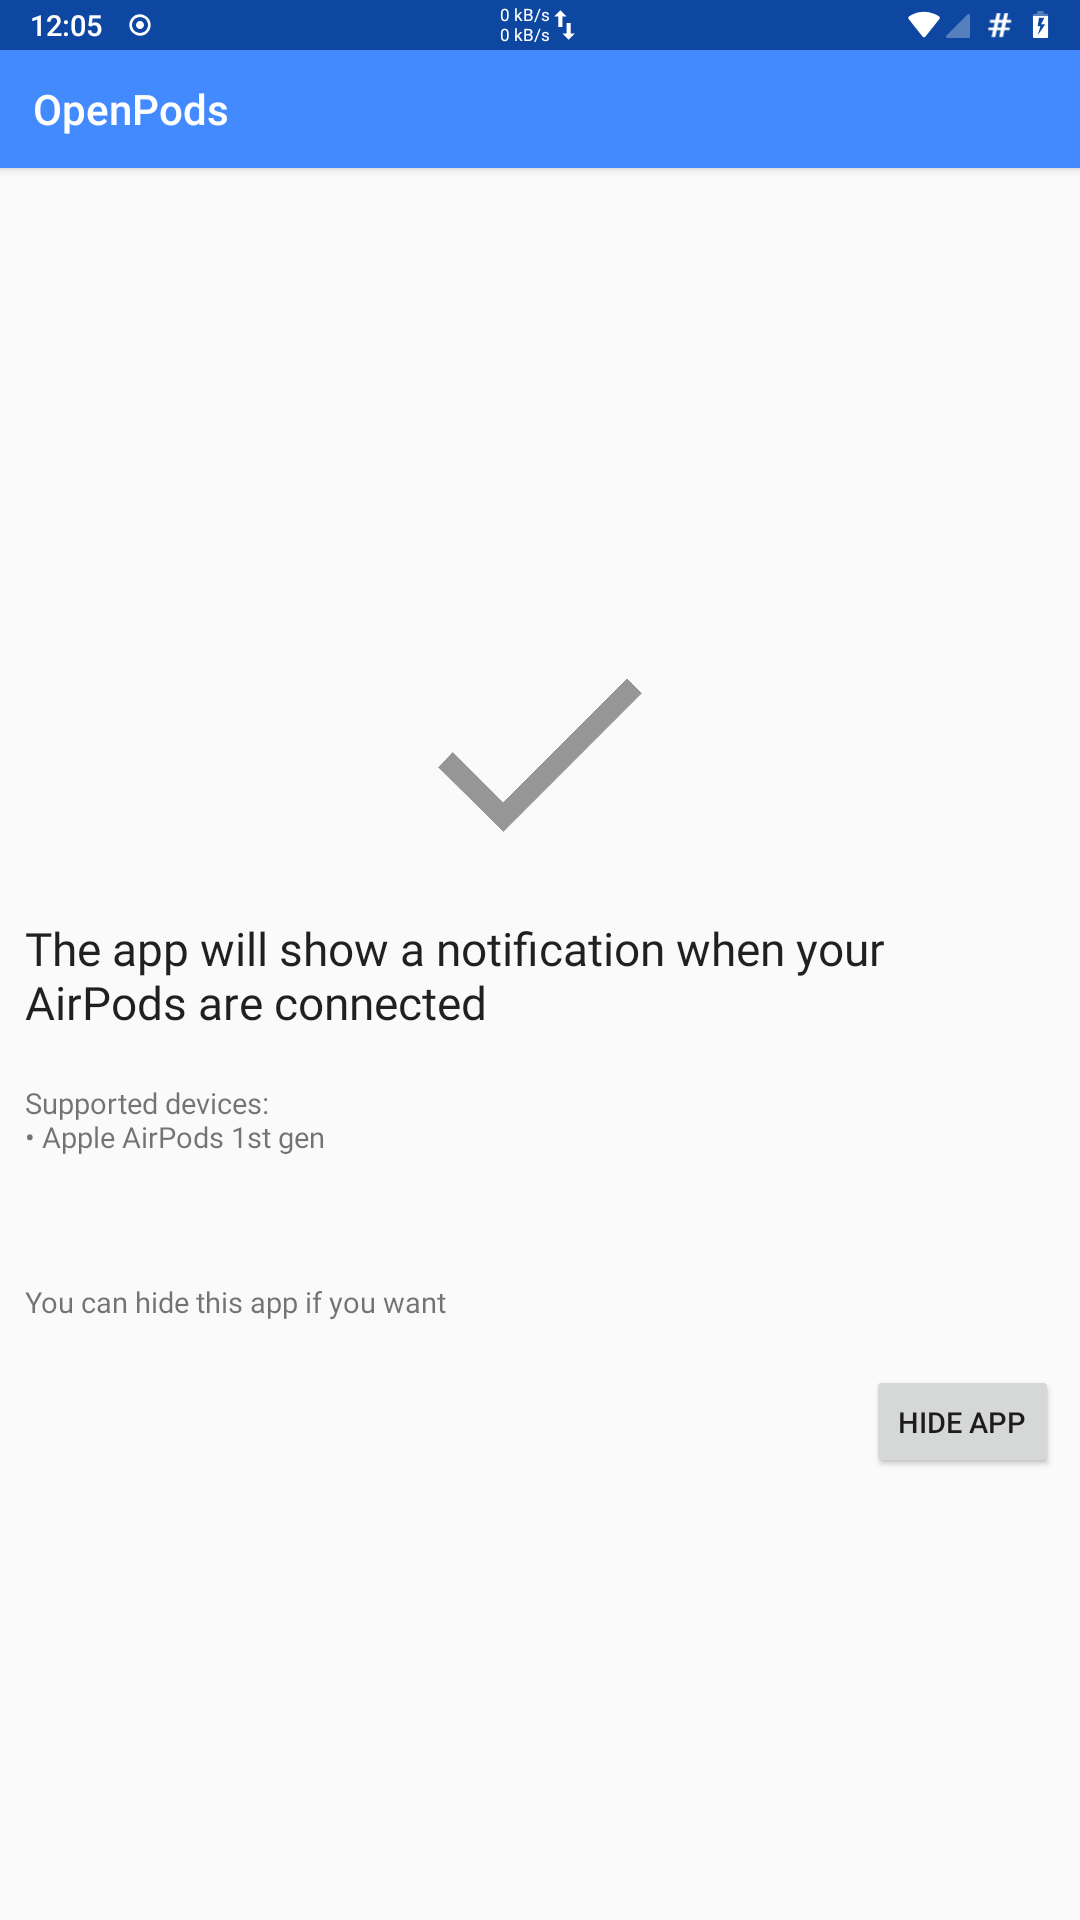 12:05
0 kB/s
0 kB/s
#
OpenPods
The app will show a notification when your
AirPods are connected
Supported devices:
• Apple AirPods 1st gen
You can hide this app if you want
HIDE APP